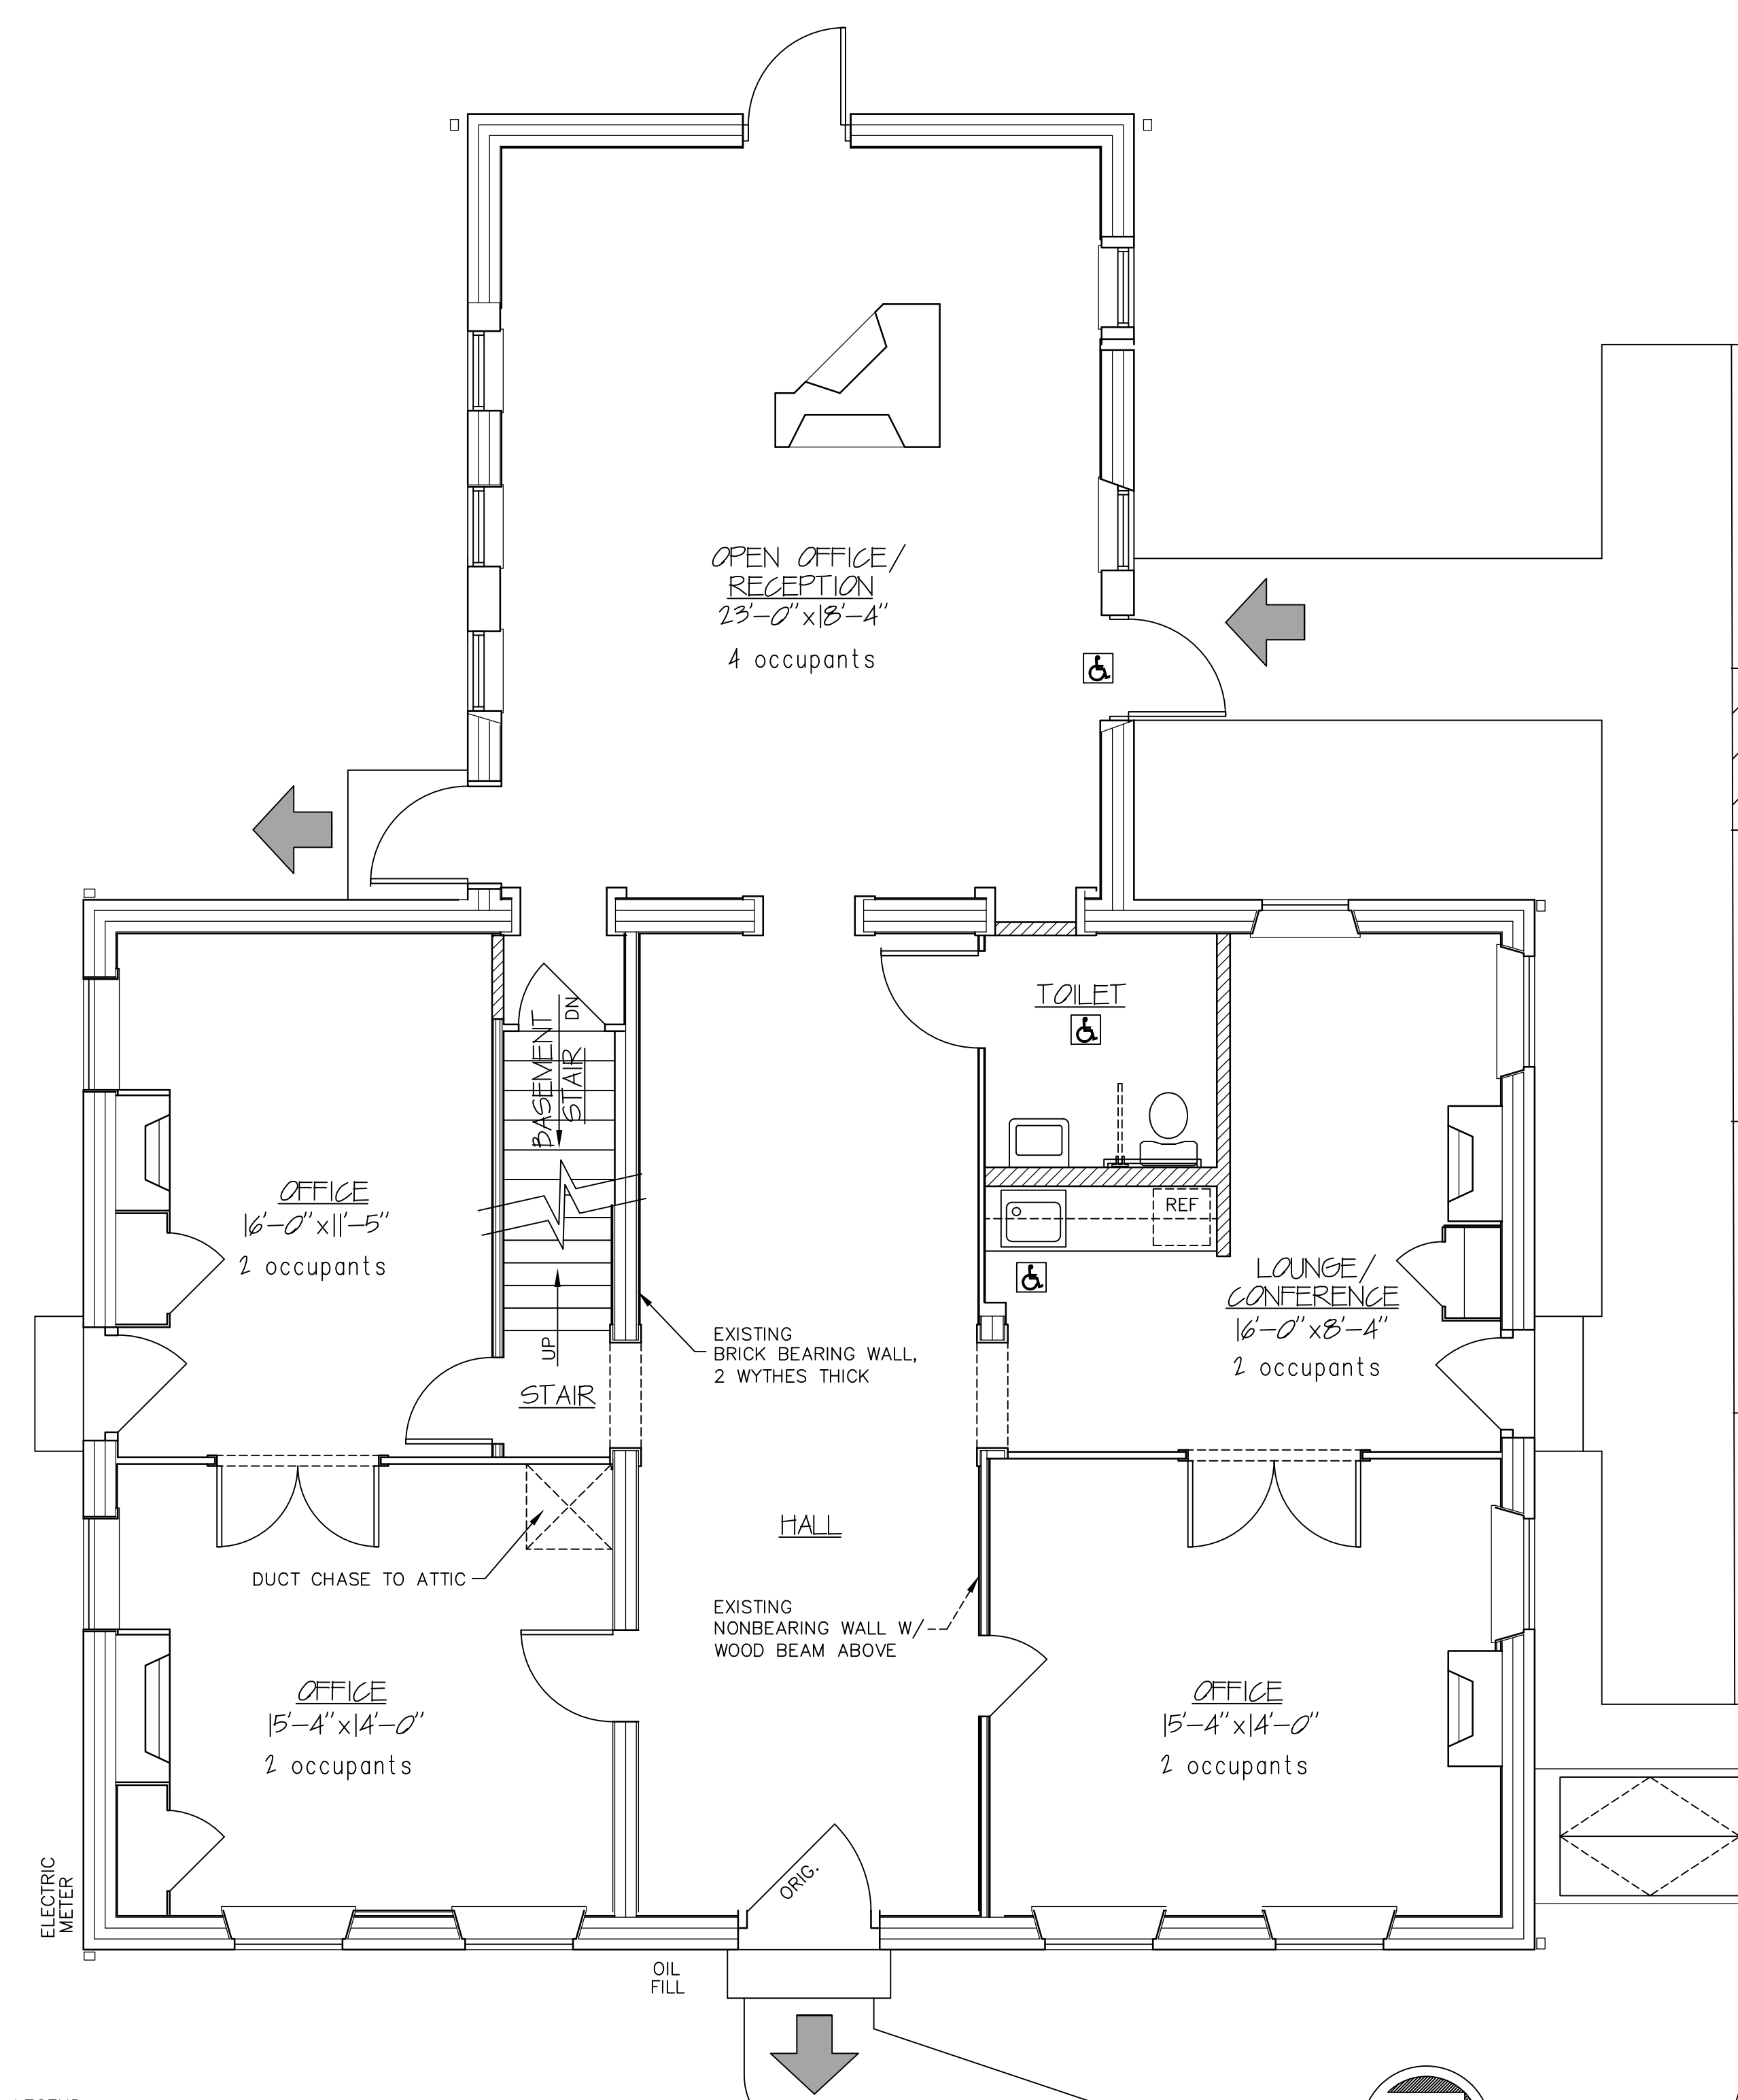 OPEN OFFICE/
RECEPTION
23'-0"x18'-4"
4 occupants
TOILET
BASEMENT
STAIR
DN
REF
OFFICE
16'-0"x11'-5"
2 occupants
LOUNGE/
CONFERENCE
16'-0"x8'-4"
2 occupants
EXISTING
BRICK BEARING WALL,
2 WYTHES THICK
UP
STAIR
HALL
DUCT CHASE TO ATTIC
EXISTING
NONBEARING WALL W/
WOOD BEAM ABOVE
OFFICE
15'-4"x14'-0"
2 occupants
OFFICE
15'-4"x14'-0"
2 occupants
ORIG.
ELECTRIC
METER
OIL
FILL